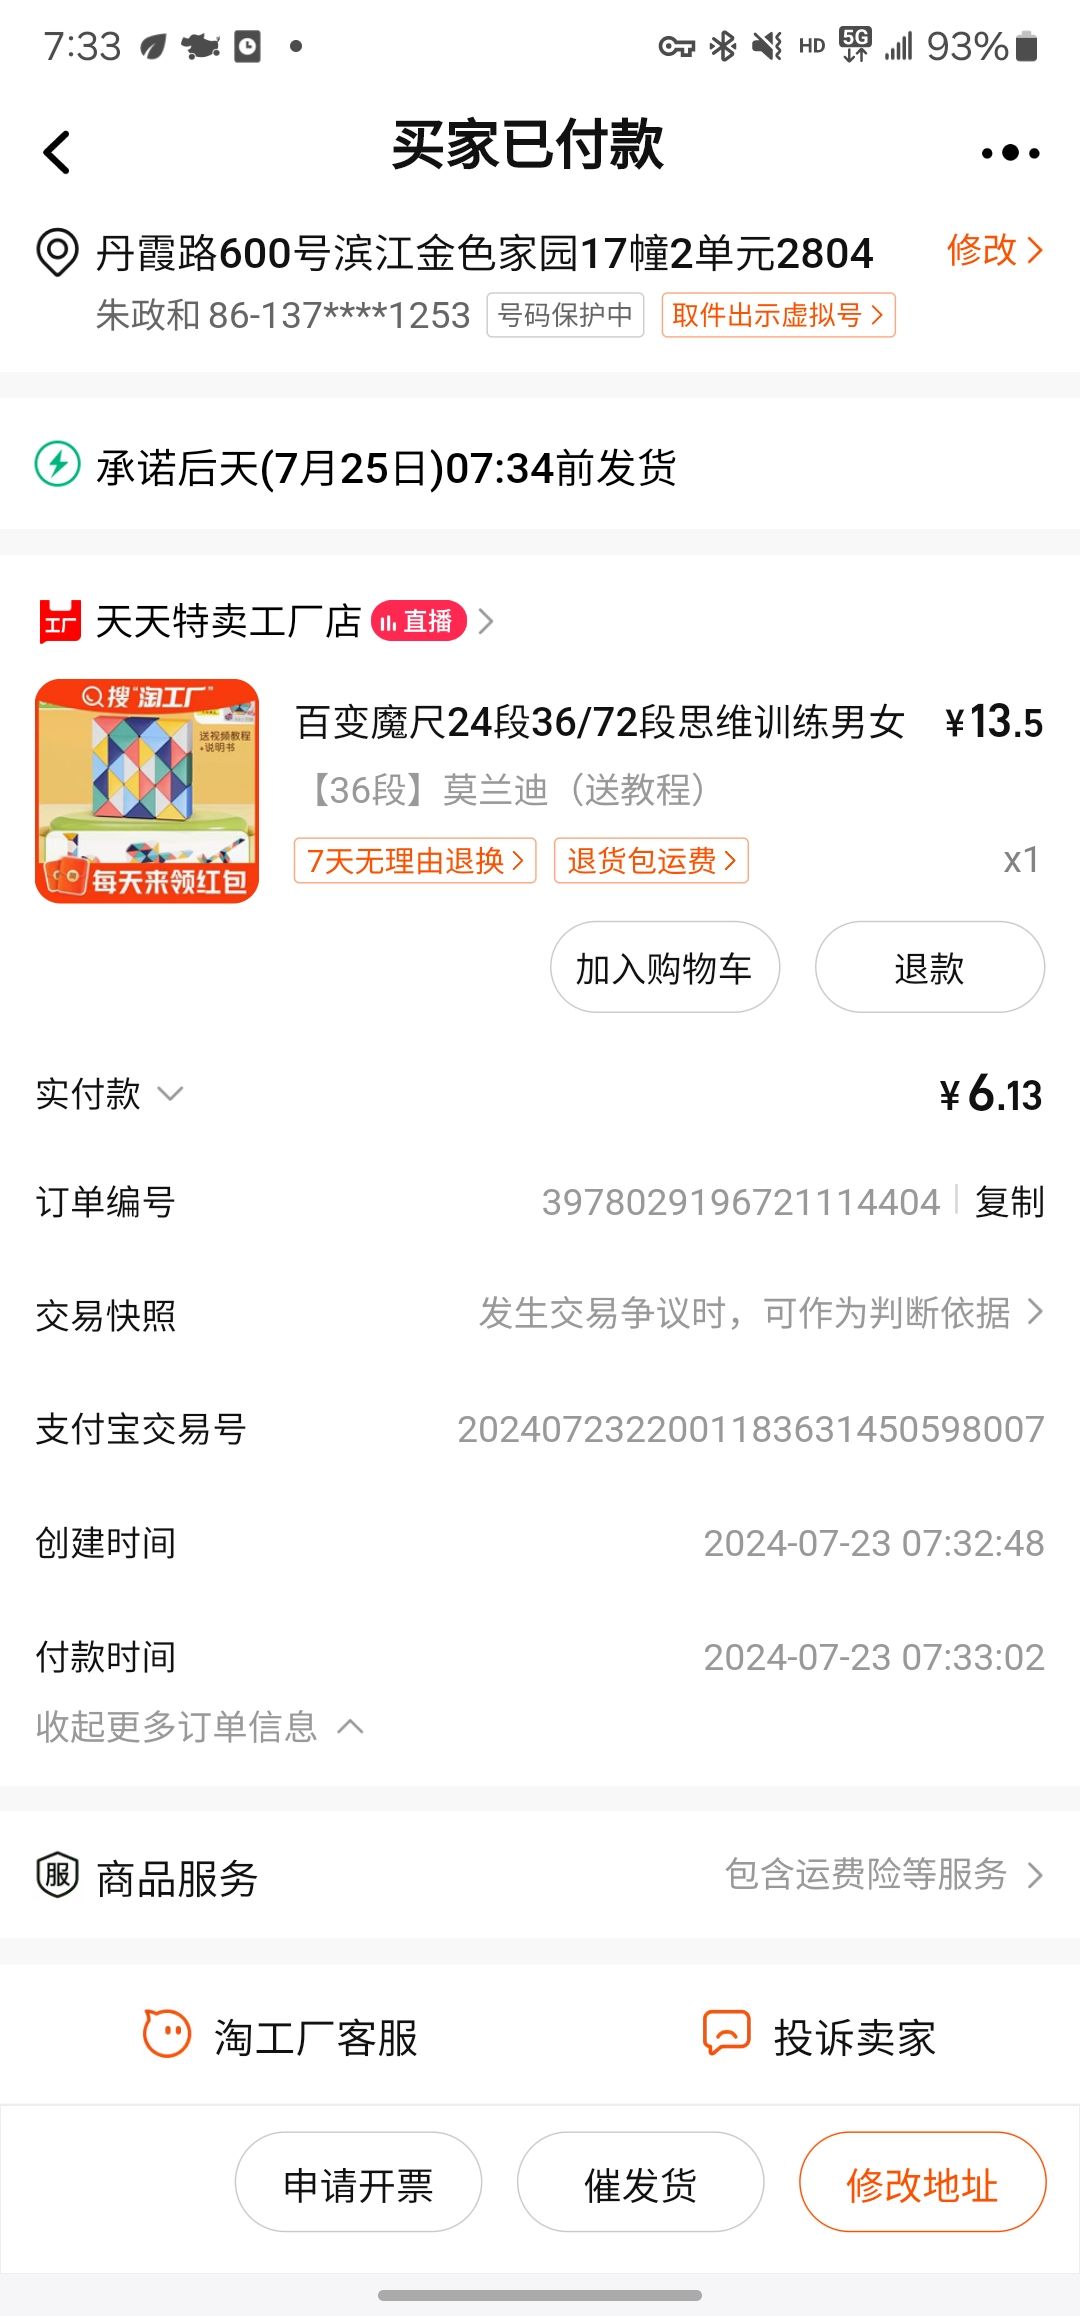 7:33 HD 5G 93%
买家已付款
丹霞路600号滨江金色家园17幢2单元2804 修改
朱政和 86-137****1253 号码保护中 取件出示虚拟号
承诺后天(7月25日)07:34前发货
工厂 天天特卖工厂店 直播
搜"淘工厂"
送视频教程
+说明书
每天来领红包
百变魔尺24段36/72段思维训练男女 ¥13.5
【36段】莫兰迪（送教程）
7天无理由退换 退货包运费 x1
加入购物车 退款
实付款 ¥6.13
订单编号 3978029196721114404 复制
交易快照 发生交易争议时，可作为判断依据
支付宝交易号 2024072322001183631450598007
创建时间 2024-07-23 07:32:48
付款时间 2024-07-23 07:33:02
收起更多订单信息
服 商品服务 包含运费险等服务
淘工厂客服 投诉卖家
申请开票 催发货 修改地址